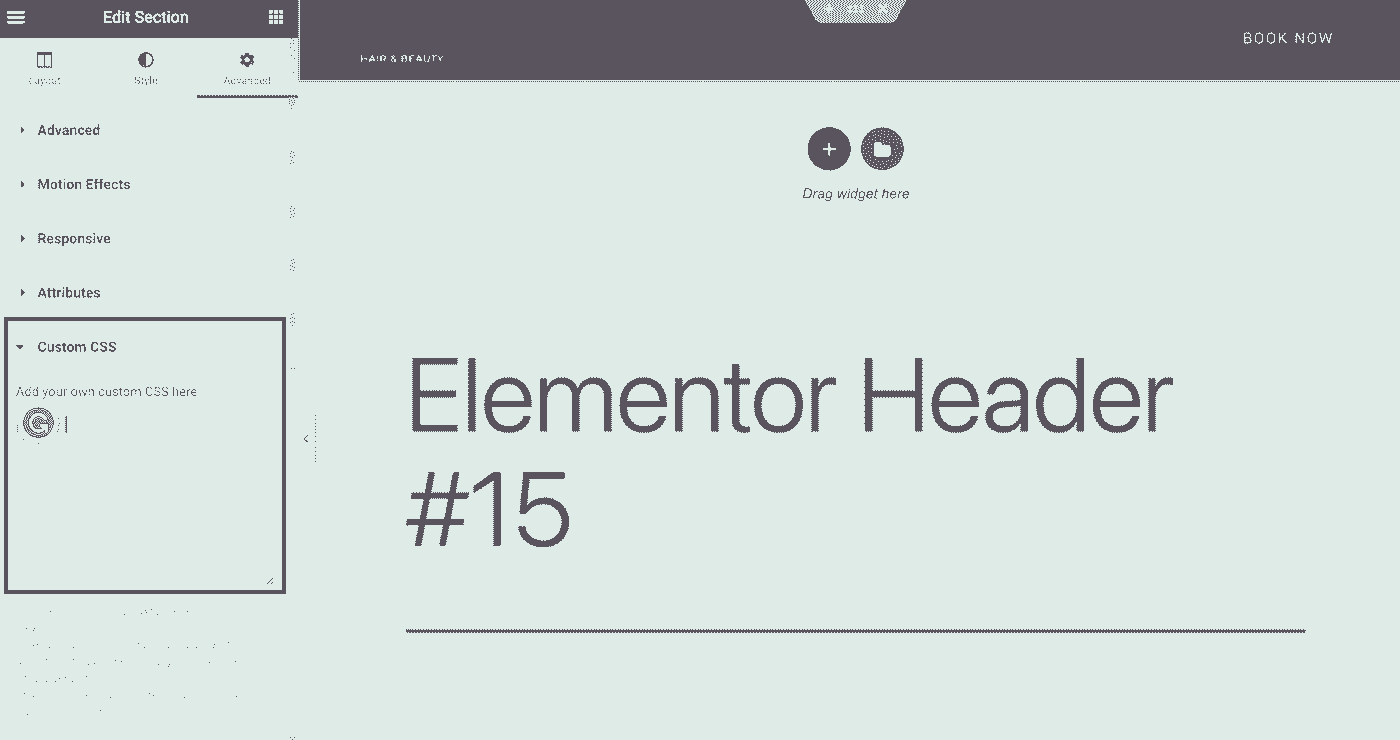 Edit Section
Layout
Style
Advanced
Advanced
Motion Effects
Responsive
Attributes
Custom CSS
Add your own custom CSS here
HAIR & BEAUTY
BOOK NOW
Drag widget here
Elementor Header
#15